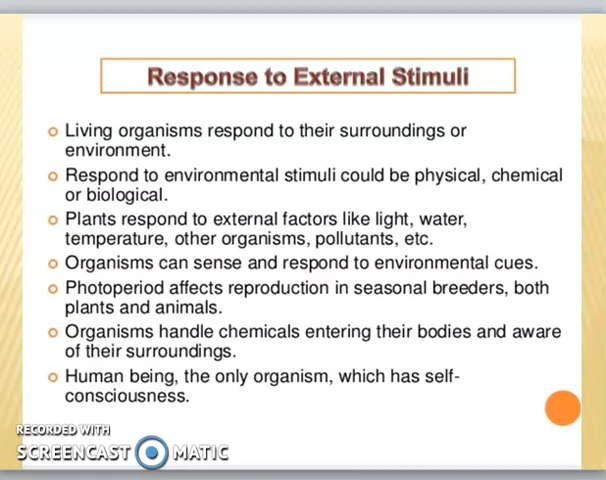 Response to External Stimuli
Living organisms respond to their surroundings or
environment.
Respond to environmental stimuli could be physical, chemical
or biological.
Plants respond to external factors like light, water,
temperature, other organisms, pollutants, etc.
Organisms can sense and respond to environmental cues.
Photoperiod affects reproduction in seasonal breeders, both
plants and animals.
Organisms handle chemicals entering their bodies and aware
of their surroundings.
Human being, the only organism, which has self-
consciousness.
RECORDED WITH
SCREENCAST MATIC